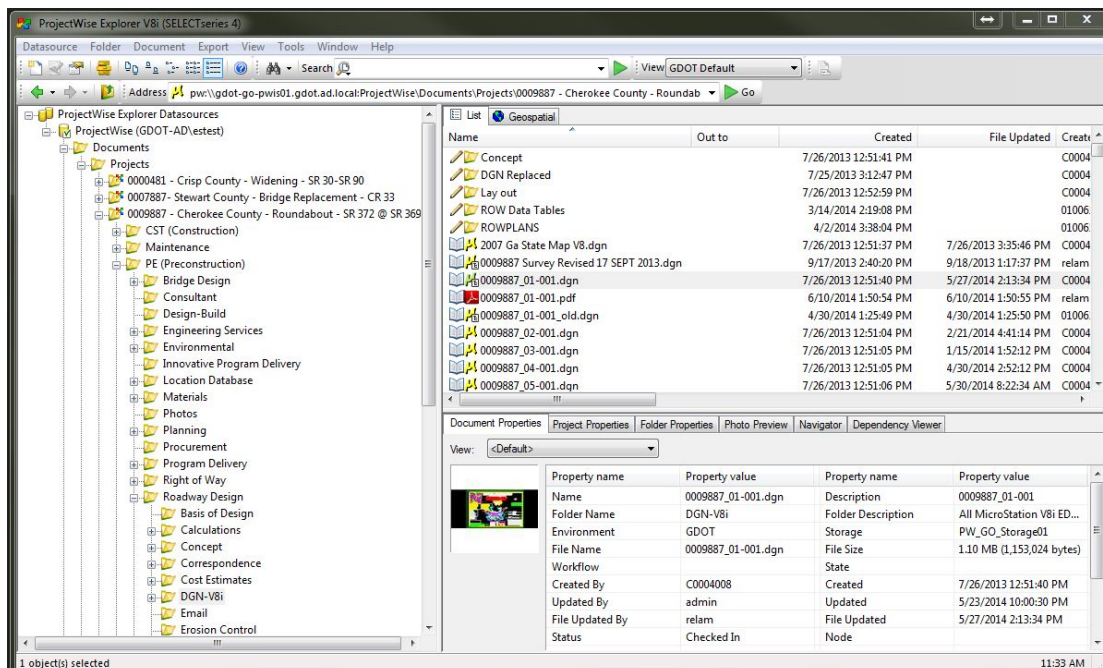 ProjectWise Explorer V8i (SELECTseries 4)
Datasource Folder Document Export View Tools Window Help
Search View GDOT Default
Address pw:\\gdot-go-pwis01.gdot.ad.local:ProjectWise\Documents\Projects\0009887 - Cherokee County - Roundab Go
ProjectWise Explorer Datasources
ProjectWise (GDOT-AD\estest)
Documents
Projects
0000481 - Crisp County - Widening - SR 30-SR 90
0007887- Stewart County - Bridge Replacement - CR 33
0009887 - Cherokee County - Roundabout - SR 372 @ SR 369
CST (Construction)
Maintenance
PE (Preconstruction)
Bridge Design
Consultant
Design-Build
Engineering Services
Environmental
Innovative Program Delivery
Location Database
Materials
Photos
Planning
Procurement
Program Delivery
Right of Way
Roadway Design
Basis of Design
Calculations
Concept
Correspondence
Cost Estimates
DGN-V8i
Email
Erosion Control
List Geospatial
Name Out to Created File Updated Create
Concept 7/26/2013 12:51:41 PM C0004
DGN Replaced 7/25/2013 3:12:47 PM C0004
Lay out 7/26/2013 12:52:59 PM C0004
ROW Data Tables 3/14/2014 2:19:08 PM 01006
ROWPLANS 4/2/2014 3:38:04 PM 01006
2007 Ga State Map V8.dgn 7/26/2013 12:51:37 PM 7/26/2013 3:35:46 PM C0004
0009887 Survey Revised 17 SEPT 2013.dgn 9/17/2013 2:40:20 PM 9/18/2013 1:17:37 PM relam
0009887_01-001.dgn 7/26/2013 12:51:40 PM 5/27/2014 2:13:34 PM C0004
0009887_01-001.pdf 6/10/2014 1:50:54 PM 6/10/2014 1:50:55 PM relam
0009887_01-001_old.dgn 4/30/2014 1:25:49 PM 4/30/2014 1:25:50 PM 01006
0009887_02-001.dgn 7/26/2013 12:51:04 PM 2/21/2014 4:41:14 PM C0004
0009887_03-001.dgn 7/26/2013 12:51:05 PM 1/15/2014 1:52:12 PM C0004
0009887_04-001.dgn 7/26/2013 12:51:05 PM 4/30/2014 2:52:12 PM C0004
0009887_05-001.dgn 7/26/2013 12:51:06 PM 5/30/2014 8:22:34 AM C0004
Document Properties Project Properties Folder Properties Photo Preview Navigator Dependency Viewer
View: <Default>
Property name Property value Property name Property value
Name 0009887_01-001.dgn Description 0009887_01-001
Folder Name DGN-V8i Folder Description All MicroStation V8i ED...
Environment GDOT Storage PW_GO_Storage01
File Name 0009887_01-001.dgn File Size 1.10 MB (1,153,024 bytes)
Workflow State
Created By C0004008 Created 7/26/2013 12:51:40 PM
Updated By admin Updated 5/23/2014 10:00:30 PM
File Updated By relam File Updated 5/27/2014 2:13:34 PM
Status Checked In Node
1 object(s) selected 11:33 AM